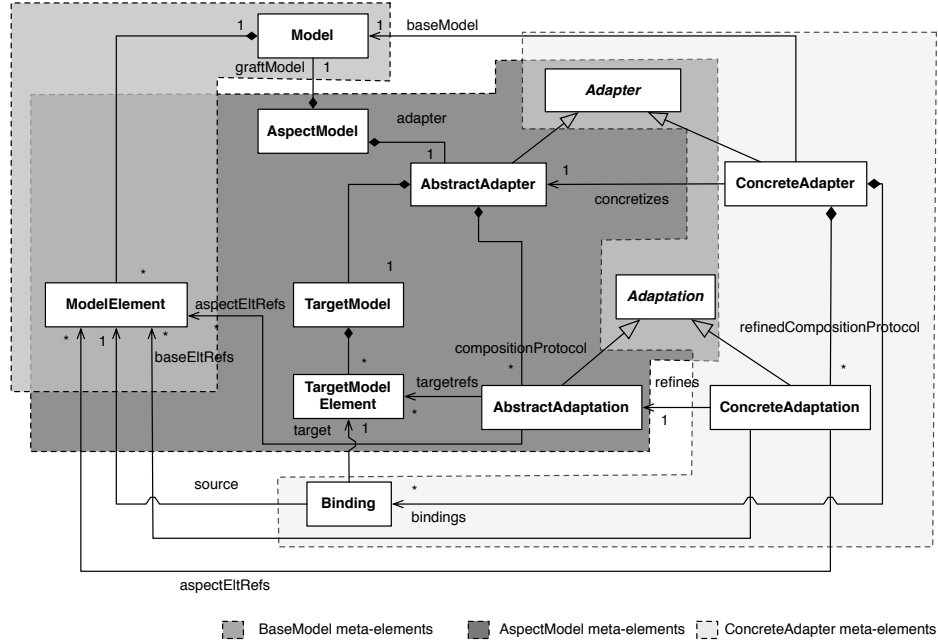 1
1
baseModel
1
Model
graftModel
1
Adapter
AspectModel
adapter
1
AbstractAdapter
1
concretizes
ConcreteAdapter
1
*
ModelElement
aspectEltRefs
TargetModel
Adaptation
*
1
*
*
baseEltRefs
compositionProtocol
refinedCompositionProtocol
*
*
*
TargetModel
Element
targetrefs
*
AbstractAdaptation
refines
1
ConcreteAdaptation
target
1
source
Binding
*
bindings
aspectEltRefs
BaseModel meta-elements
AspectModel meta-elements
ConcreteAdapter meta-elements